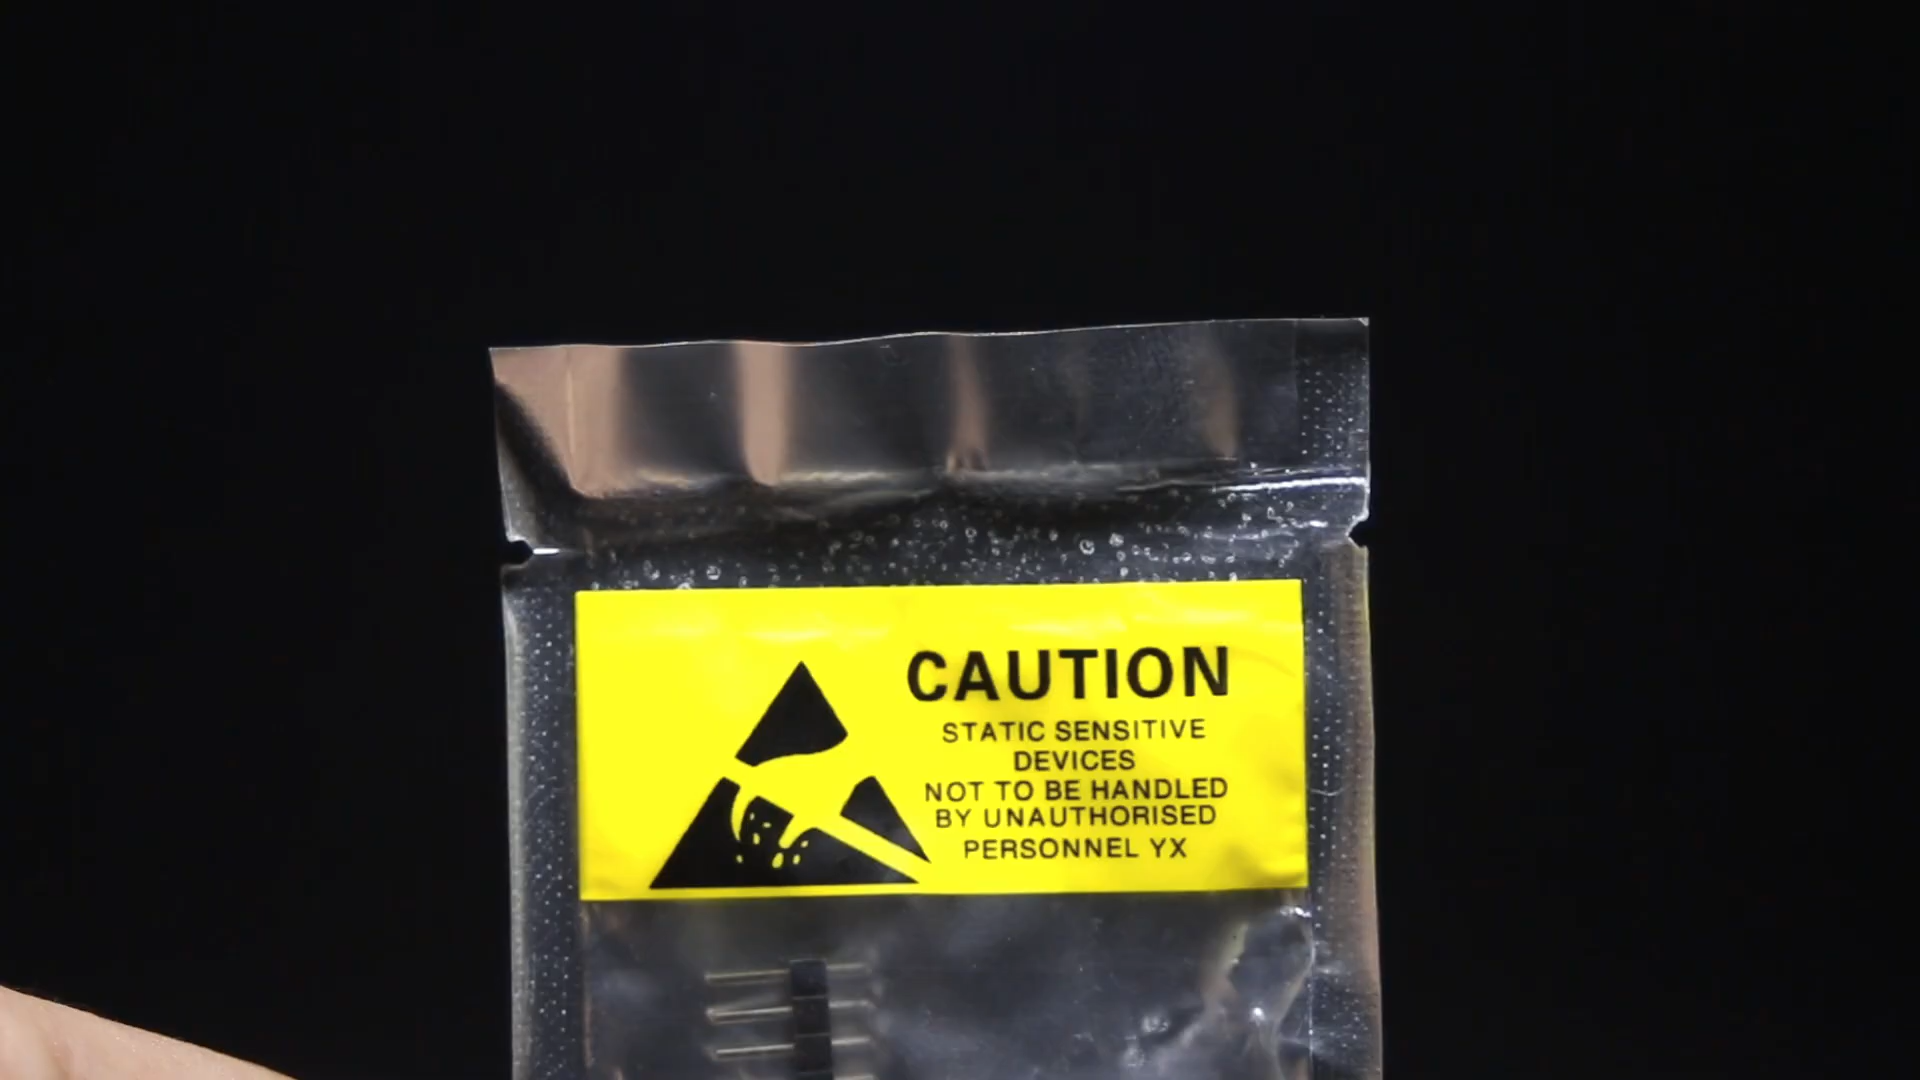 CAUTION
STATIC SENSITIVE
DEVICES
NOT TO BE HANDLED
BY UNAUTHORISED
PERSONNEL YX